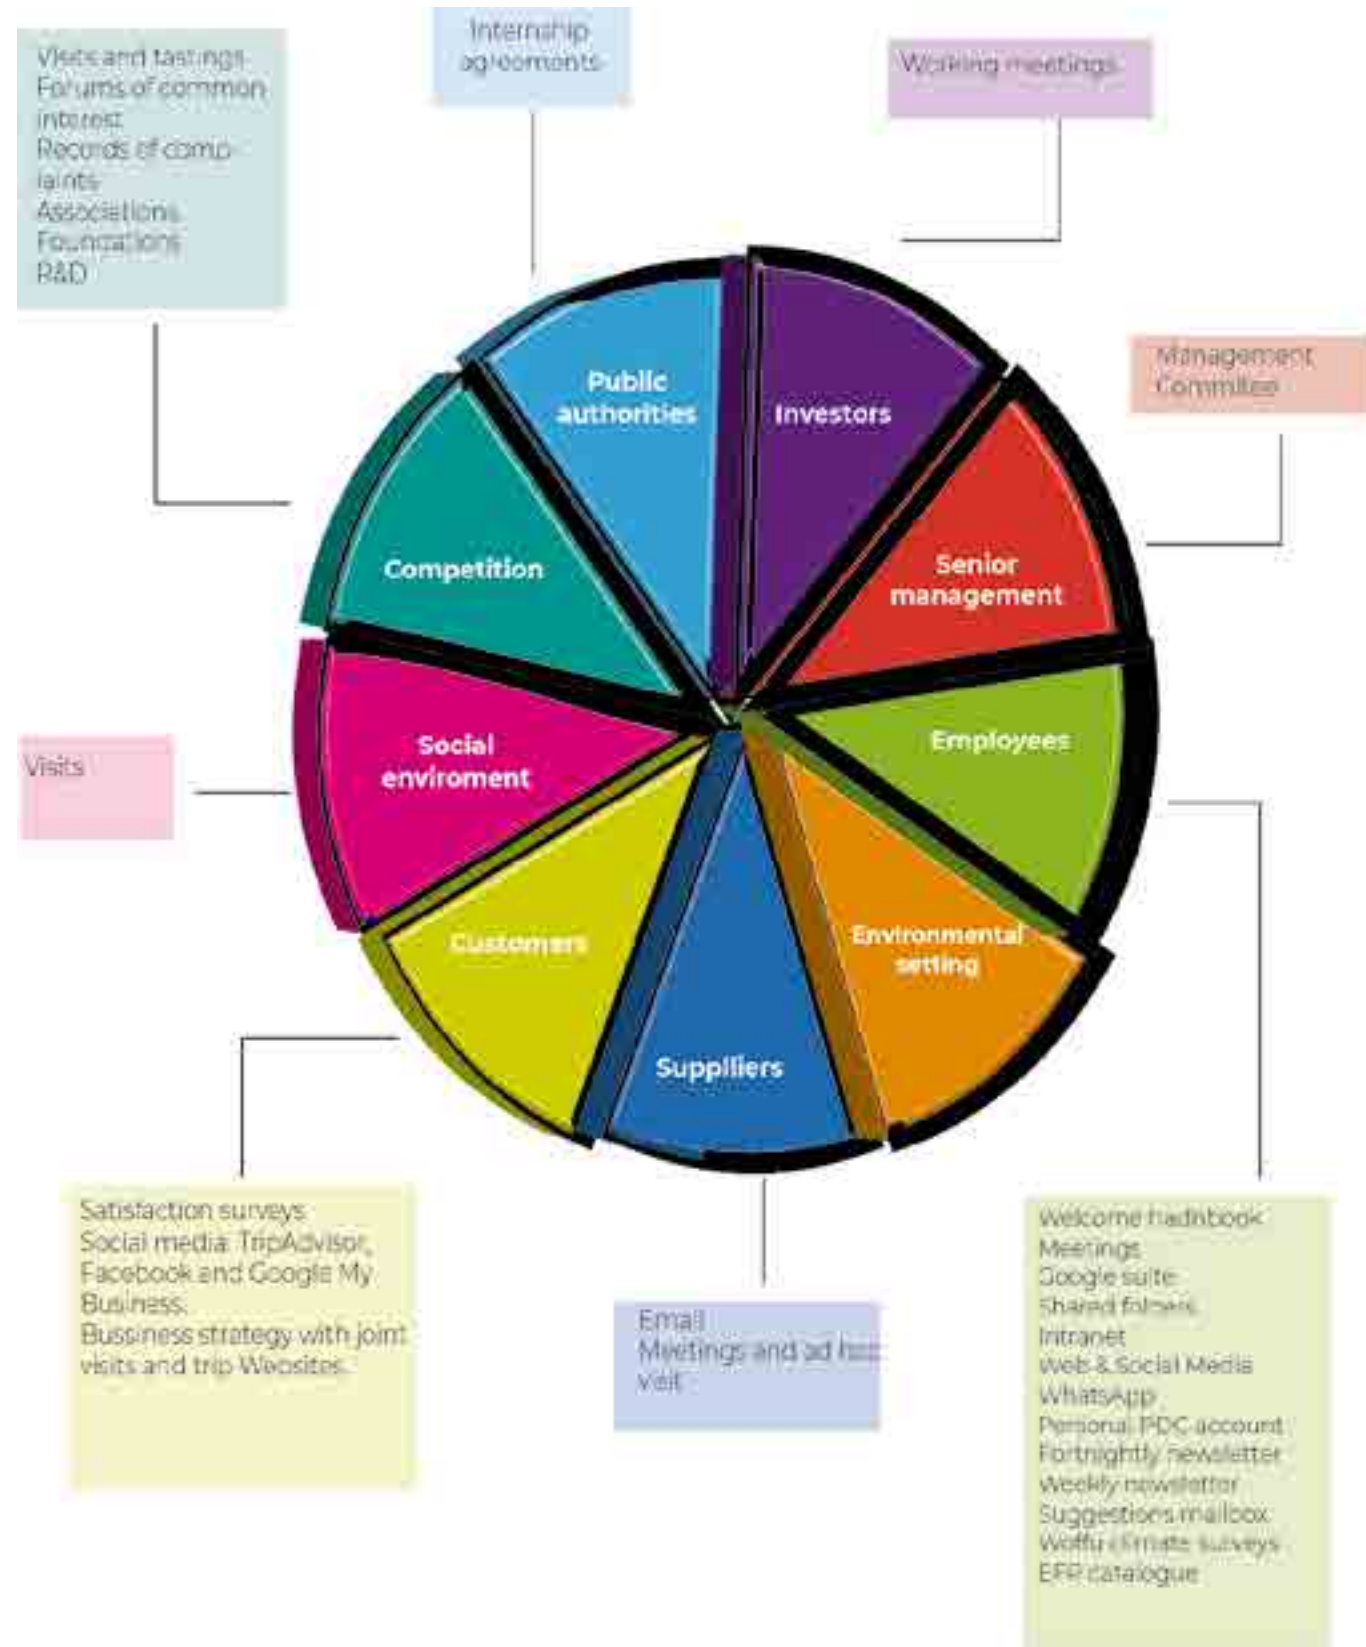 Internship
agreements
Working meetings
Visits and tastings
Forums of common
interest
Records of comp-
laints
Associations
Foundations
R&D
Management
Commitee
Public
authorities
Investors
Competition
Senior
management
Social
enviroment
Employees
Visits
Customers
Environmental
setting
Supplliers
Satisfaction surveys
Social media: TripAdvisor,
Facebook and Google My
Business.
Bussiness strategy with joint
visits and trip Websites.
Email
Meetings and ad hoc
visit
Welcome hadnbook
Meetings
Google suite
Shared folders
Intranet
Web & Social Media
WhatsApp
Personal PDC account
Fortnightly newsletter
Weekly newsletter
Suggestions mailbox
Woffu climate surveys
catalogue